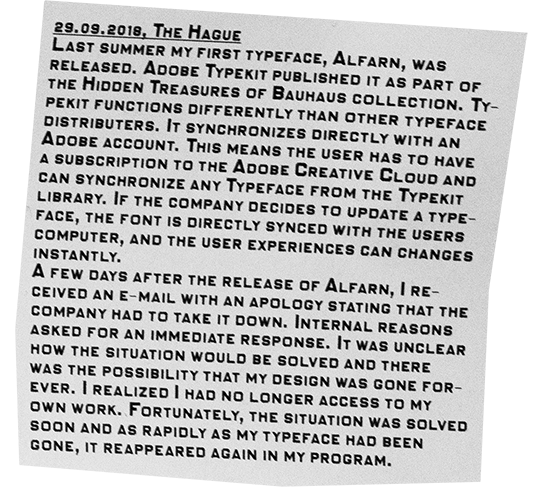 29.09.2018, The Hague
Last summer my first typeface, Alfarn, was
released. Adobe Typekit published it as part of
the Hidden Treasures of Bauhaus collection. Ty-
pekit functions differently than other typeface
distributers. It synchronizes directly with an
Adobe account. This means the user has to have
a subscription to the Adobe Creative Cloud and
can synchronize any Typeface from the Typekit
library. If the company decides to update a type-
face, the font is directly synced with the users
computer, and the user experiences can changes
instantly.
A few days after the release of Alfarn, I re-
ceived an e-mail with an apology stating that the
company had to take it down. Internal reasons
asked for an immediate response. It was unclear
how the situation would be solved and there
was the possibility that my design was gone for-
ever. I realized I had no longer access to my
own work. Fortunately, the situation was solved
soon and as rapidly as my typeface had been
gone, it reappeared again in my program.